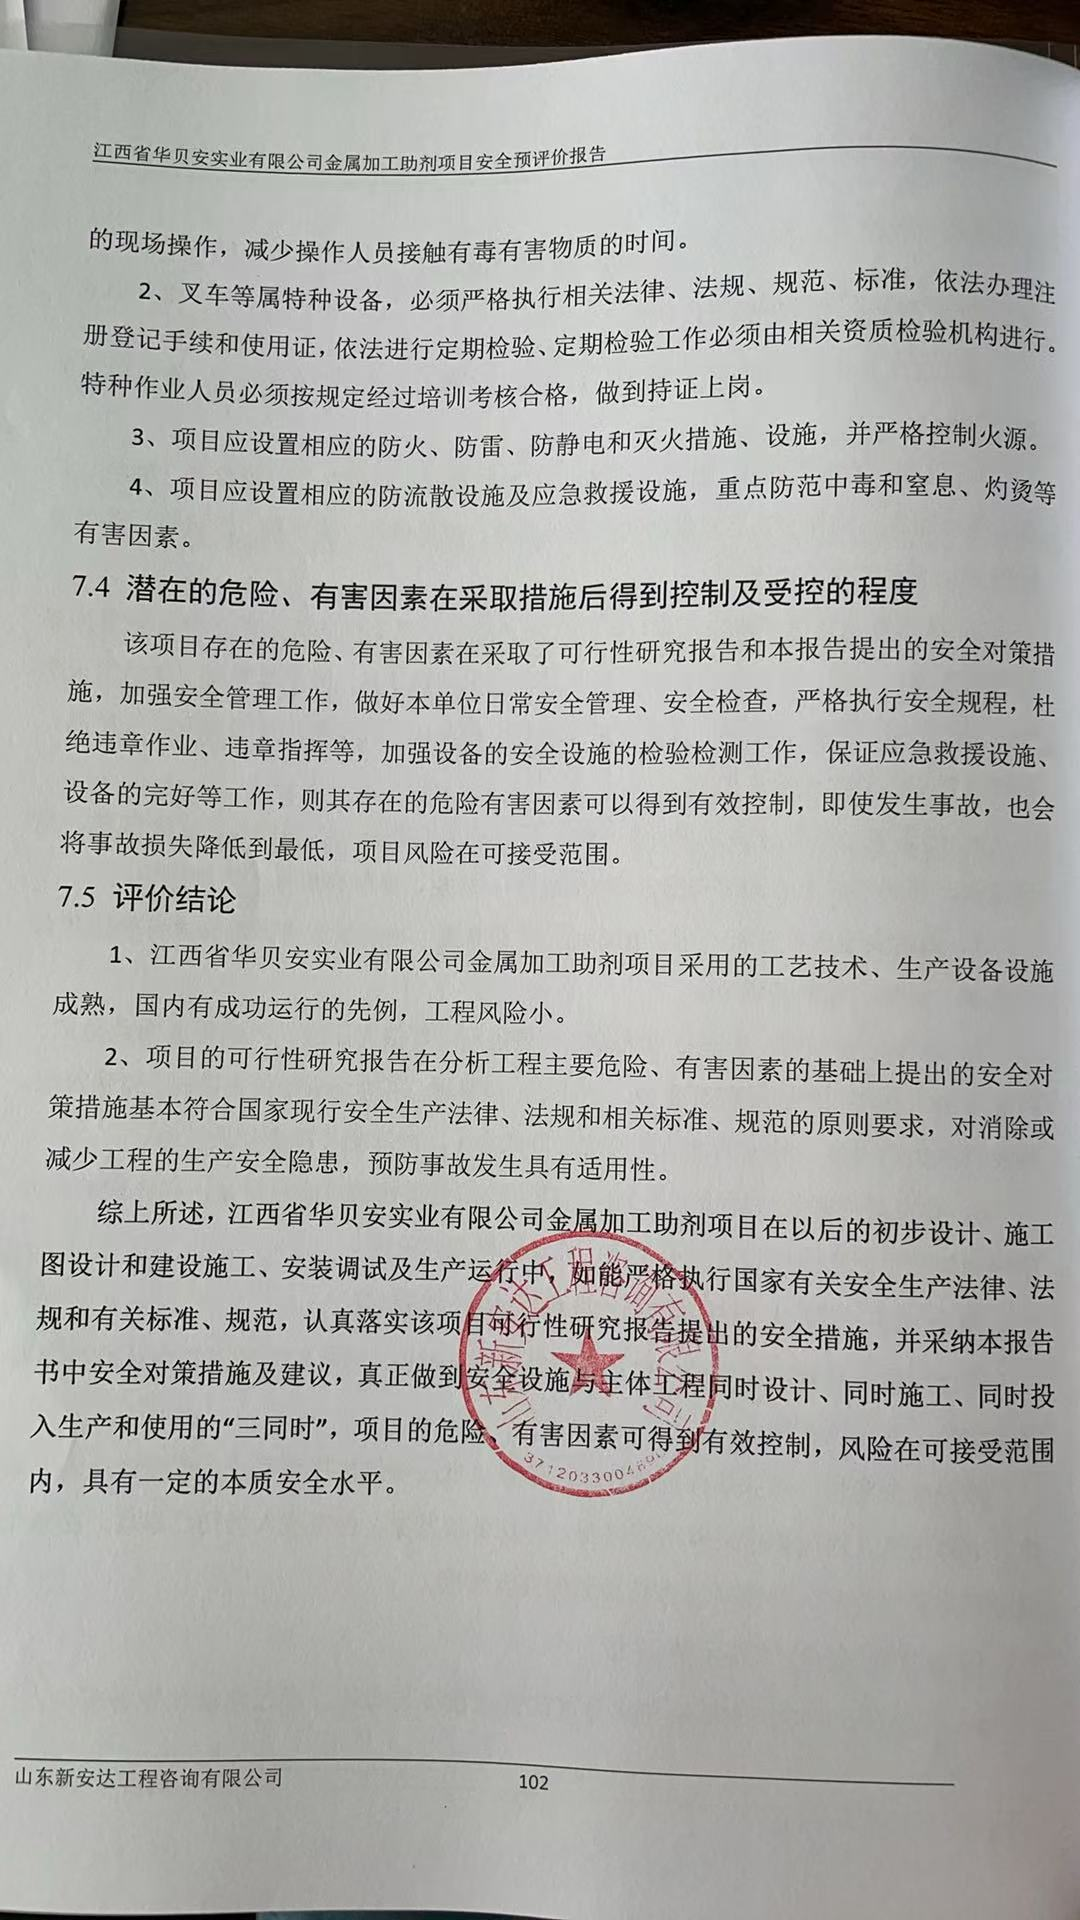 江西省华贝安实业有限公司金属加工助剂项目安全预评价报告
的现场操作，减少操作人员接触有毒有害物质的时间。
2、叉车等属特种设备，必须严格执行相关法律、法规、规范、标准，依法办理注
册登记手续和使用证，依法进行定期检验、定期检验工作必须由相关资质检验机构进行。
特种作业人员必须按规定经过培训考核合格，做到持证上岗。
3、项目应设置相应的防火、防雷、防静电和灭火措施、设施，并严格控制火源。
4、项目应设置相应的防流散设施及应急救援设施，重点防范中毒和窒息、灼烫等
有害因素。
7.4 潜在的危险、有害因素在采取措施后得到控制及受控的程度
该项目存在的危险、有害因素在采取了可行性研究报告和本报告提出的安全对策措
施，加强安全管理工作，做好本单位日常安全管理、安全检查，严格执行安全规程，杜
绝违章作业、违章指挥等，加强设备的安全设施的检验检测工作，保证应急救援设施、
设备的完好等工作，则其存在的危险有害因素可以得到有效控制，即使发生事故，也会
将事故损失降低到最低，项目风险在可接受范围。
7.5 评价结论
1、江西省华贝安实业有限公司金属加工助剂项目采用的工艺技术、生产设备设施
成熟，国内有成功运行的先例，工程风险小。
2、项目的可行性研究报告在分析工程主要危险、有害因素的基础上提出的安全对
策措施基本符合国家现行安全生产法律、法规和相关标准、规范的原则要求，对消除或
减少工程的生产安全隐患，预防事故发生具有适用性。
综上所述，江西省华贝安实业有限公司金属加工助剂项目在以后的初步设计、施工
图设计和建设施工、安装调试及生产运行中，如能严格执行国家有关安全生产法律、法
规和有关标准、规范，认真落实该项目可行性研究报告提出的安全措施，并采纳本报告
书中安全对策措施及建议，真正做到安全设施与主体工程同时设计、同时施工、同时投
入生产和使用的“三同时”，项目的危险、有害因素可得到有效控制，风险在可接受范围
内，具有一定的本质安全水平。
山东新安达工程咨询有限公司
山东新安达工程咨询有限公司
102